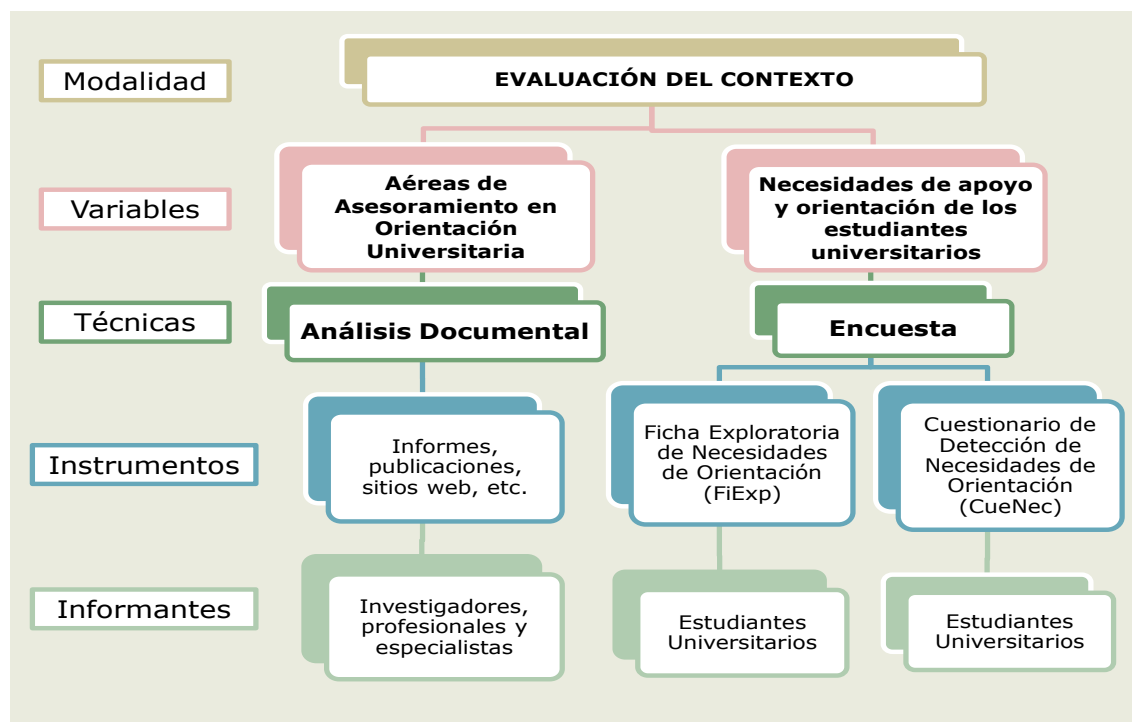 Modalidad
EVALUACIÓN DEL CONTEXTO
Variables
Aéreas de
Asesoramiento en
Orientación
Universitaria
Necesidades de apoyo
y orientación de los
estudiantes
universitarios
Técnicas
Análisis Documental
Encuesta
Instrumentos
Informes,
publicaciones,
sitios web, etc.
Ficha Exploratoria
de Necesidades
de Orientación
(FiExp)
Cuestionario de
Detección de
Necesidades de
Orientación
(CueNec)
Informantes
Investigadores,
profesionales y
especialistas
Estudiantes
Universitarios
Estudiantes
Universitarios